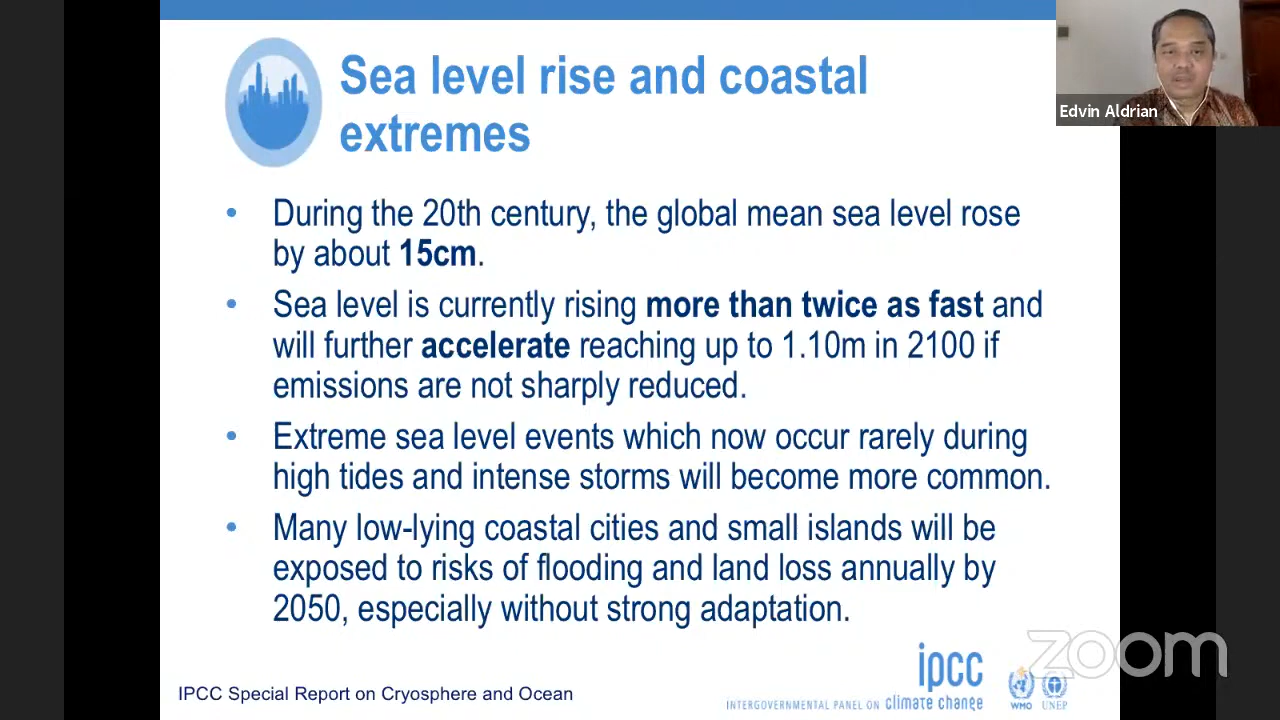 Sea level rise and coastal
extremes
Edvin Aldrian
• During the 20th century, the global mean sea level rose
by about 15cm.
• Sea level is currently rising more than twice as fast and
will further accelerate reaching up to 1.10m in 2100 if
emissions are not sharply reduced.
• Extreme sea level events which now occur rarely during
high tides and intense storms will become more common.
• Many low-lying coastal cities and small islands will be
exposed to risks of flooding and land loss annually by
2050, especially without strong adaptation.
zoom
IPCC Special Report on Cryosphere and Ocean
ipcc
INTERGOVERNMENTAL PANEL ON climate change
WMO UNEP